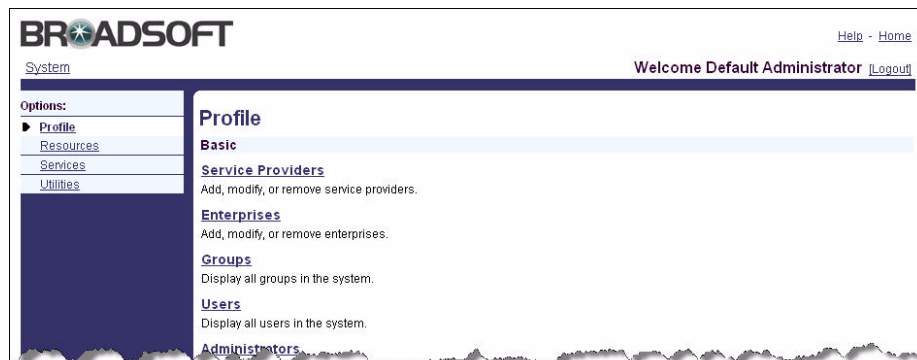 BROADSOFT
Help - Home
System
Welcome Default Administrator [Logout]
Options:
Profile
Resources
Services
Utilities
Profile
Basic
Service Providers
Add, modify, or remove service providers.
Enterprises
Add, modify, or remove enterprises.
Groups
Display all groups in the system.
Users
Display all users in the system.
Administrators